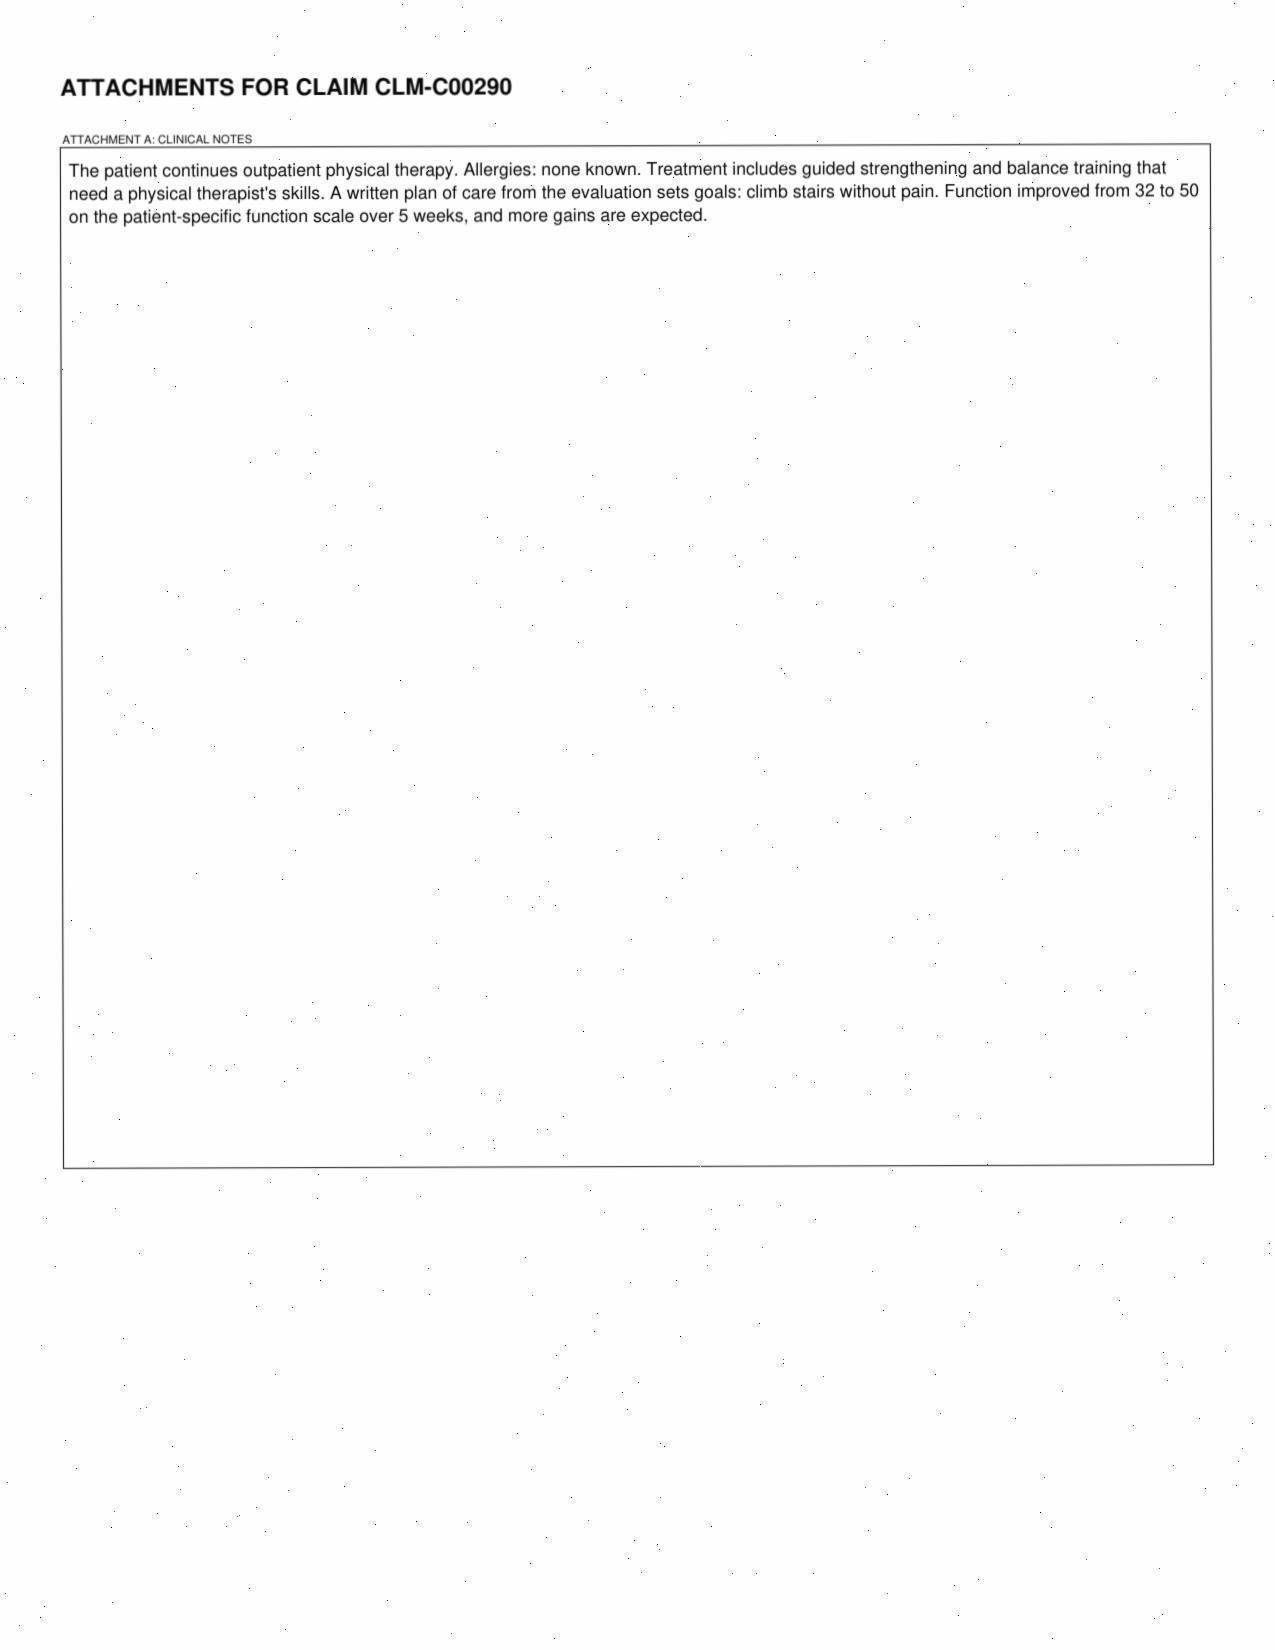 ATTACHMENTS FOR CLAIM CLM-C00290
ATTACHMENT A: CLINICAL NOTES
The patient continues outpatient physical therapy. Allergies: none known. Treatment includes guided strengthening and balance training that
need a physical therapist's skills. A written plan of care from the evaluation sets goals: climb stairs without pain. Function improved from 32 to 50
on the patient-specific function scale over 5 weeks, and more gains are expected.